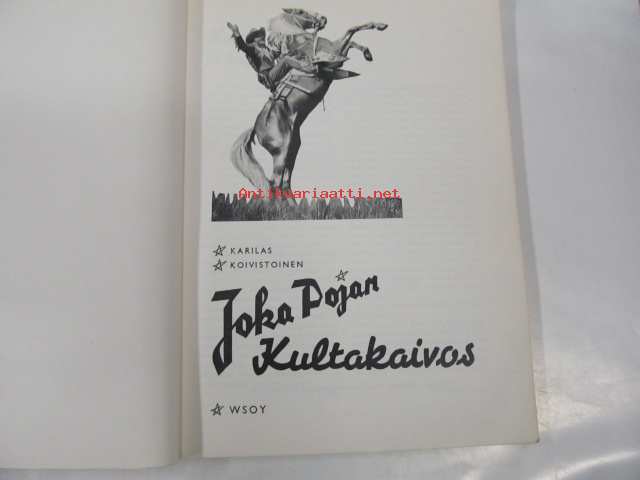 Antikvariaatti.net
KARILAS
KOIVISTOINEN
Joka Pojan
Kultakaivos
WSOY